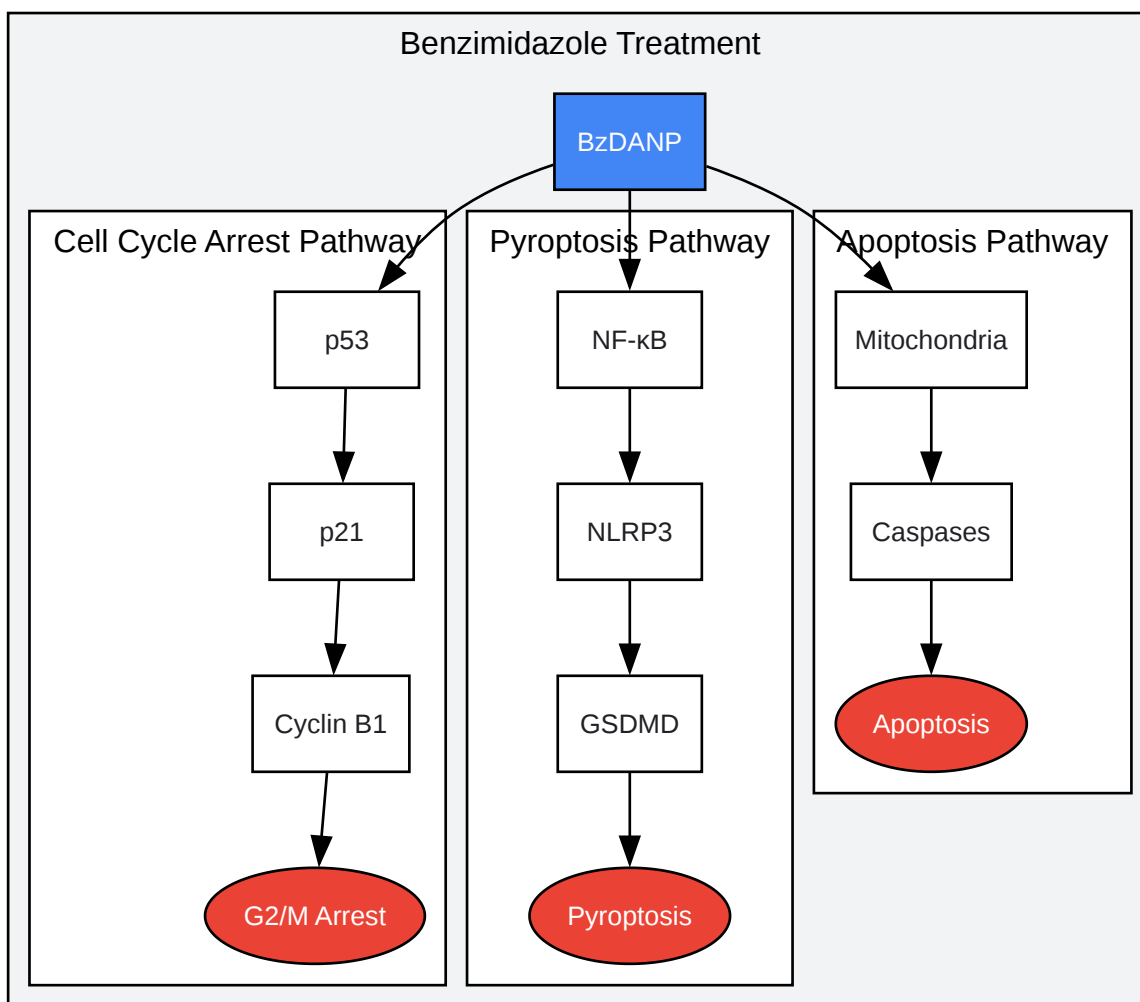 Benzimidazole Treatment
BzDANP
Cell Cycle Arrest Pathway
p53
p21
Cyclin B1
G2/M Arrest
Pyroptosis Pathway
NF-κB
NLRP3
GSDMD
Pyroptosis
Apoptosis Pathway
Mitochondria
Caspases
Apoptosis